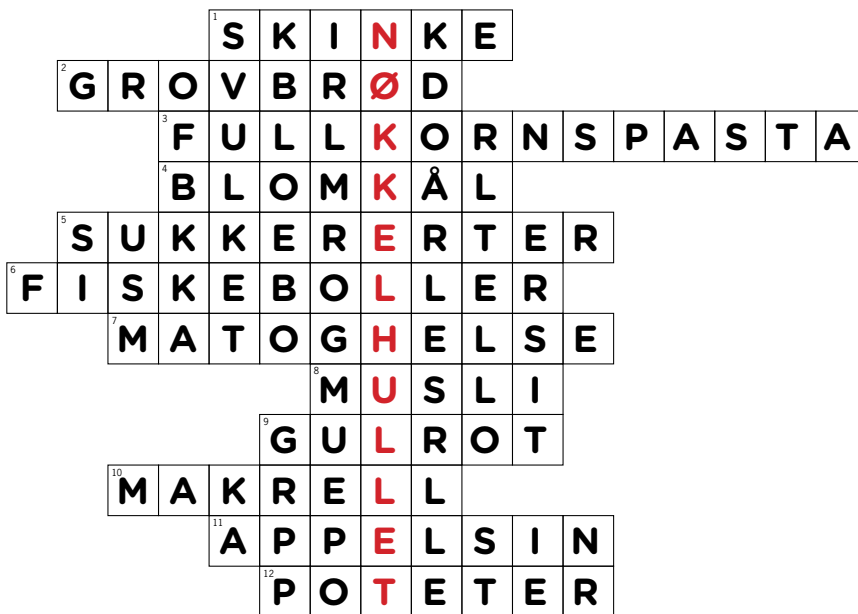 1 SKINKE
2 GROVBRØD
3 FULLKORNSPASTA
4 BLOMKÅL
5 SUKKERERTER
6 FISKEBOLLER
7 MATOGHELSE
8 MUSLI
9 GULROT
10 MAKRELL
11 APPELSIN
12 POTETER